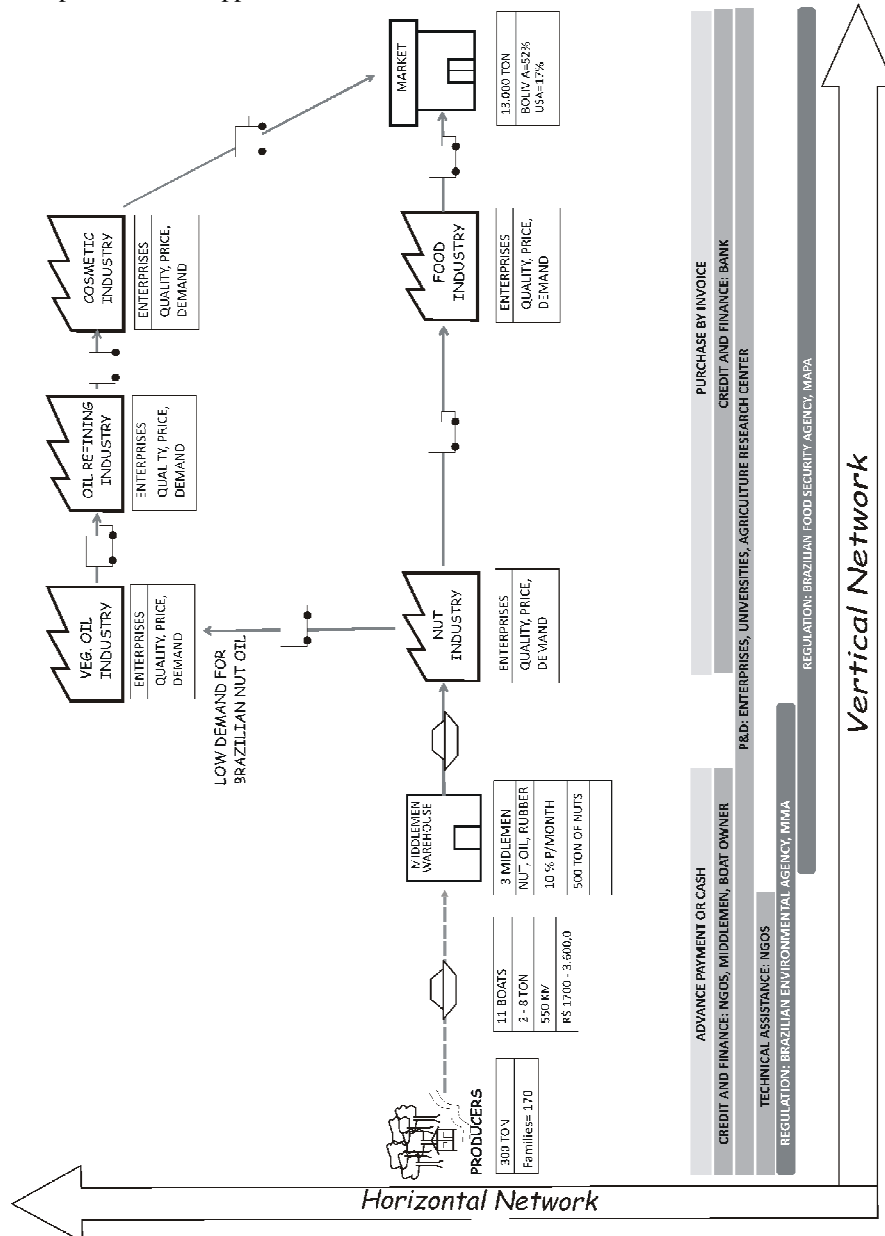 MARKET
13.000 TON
BOLIV A=52%
USA=17%
COSMETIC
INDUSTRY
ENTERPRISES
QUALITY, PRICE,
DEMAND
FOOD
INDUSTRY
ENTERPRISES
QUALITY, PRICE,
DEMAND
OIL REFINING
INDUSTRY
ENTERPRISES
QUALITY, PRICE,
DEMAND
VEG. OIL
INDUSTRY
ENTERPRISES
QUALITY, PRICE,
DEMAND
LOW DEMAND FOR
BRAZILIAN NUT OIL
NUT
INDUSTRY
ENTERPRISES
QUALITY, PRICE,
DEMAND
MIDDLEMEN
WAREHOUSE
3 MIDLEMEN
NUT, OIL, RUBBER
10 % P/MONTH
500 TON OF NUTS
11 BOATS
2 - 8 TON
550 KM
R$ 1700 - 3.600,0
PRODUCERS
300 TON
Families= 170
ADVANCE PAYMENT OR CASH
PURCHASE BY INVOICE
CREDIT AND FINANCE: NGOS, MIDDLEMEN, BOAT OWNER
CREDIT AND FINANCE: BANK
P&D: ENTERPRISES, UNIVERSITIES, AGRICULTURE RESEARCH CENTER
TECHNICAL ASSISTANCE: NGOS
REGULATION: BRAZILIAN ENVIRONMENTAL AGENCY, MMA
REGULATION: BRAZILIAN FOOD SECURITY AGENCY, MAPA
Vertical Network
Horizontal Network